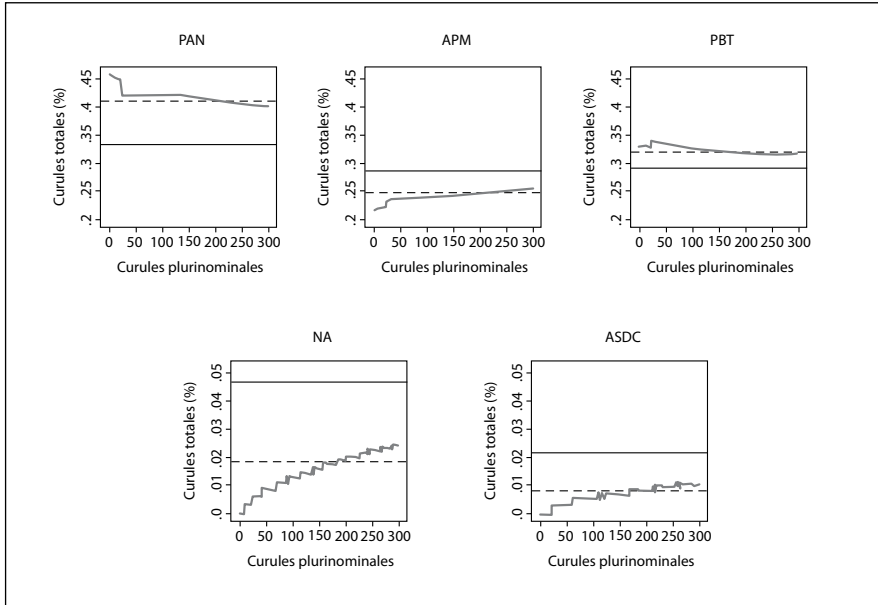 PAN
APM
PBT
Curules totales (%)
.45
.4
.35
.3
.25
.2
0 50 100 150 200 250 300
Curules plurinominales
Curules totales (%)
.45
.4
.35
.3
.25
.2
0 50 100 150 200 250 300
Curules plurinominales
Curules totales (%)
.45
.4
.35
.3
.25
.2
0 50 100 150 200 250 300
Curules plurinominales
NA
ASDC
Curules totales (%)
.05
.04
.03
.02
.01
.0
0 50 100 150 200 250 300
Curules plurinominales
Curules totales (%)
.05
.04
.03
.02
.01
.0
0 50 100 150 200 250 300
Curules plurinominales